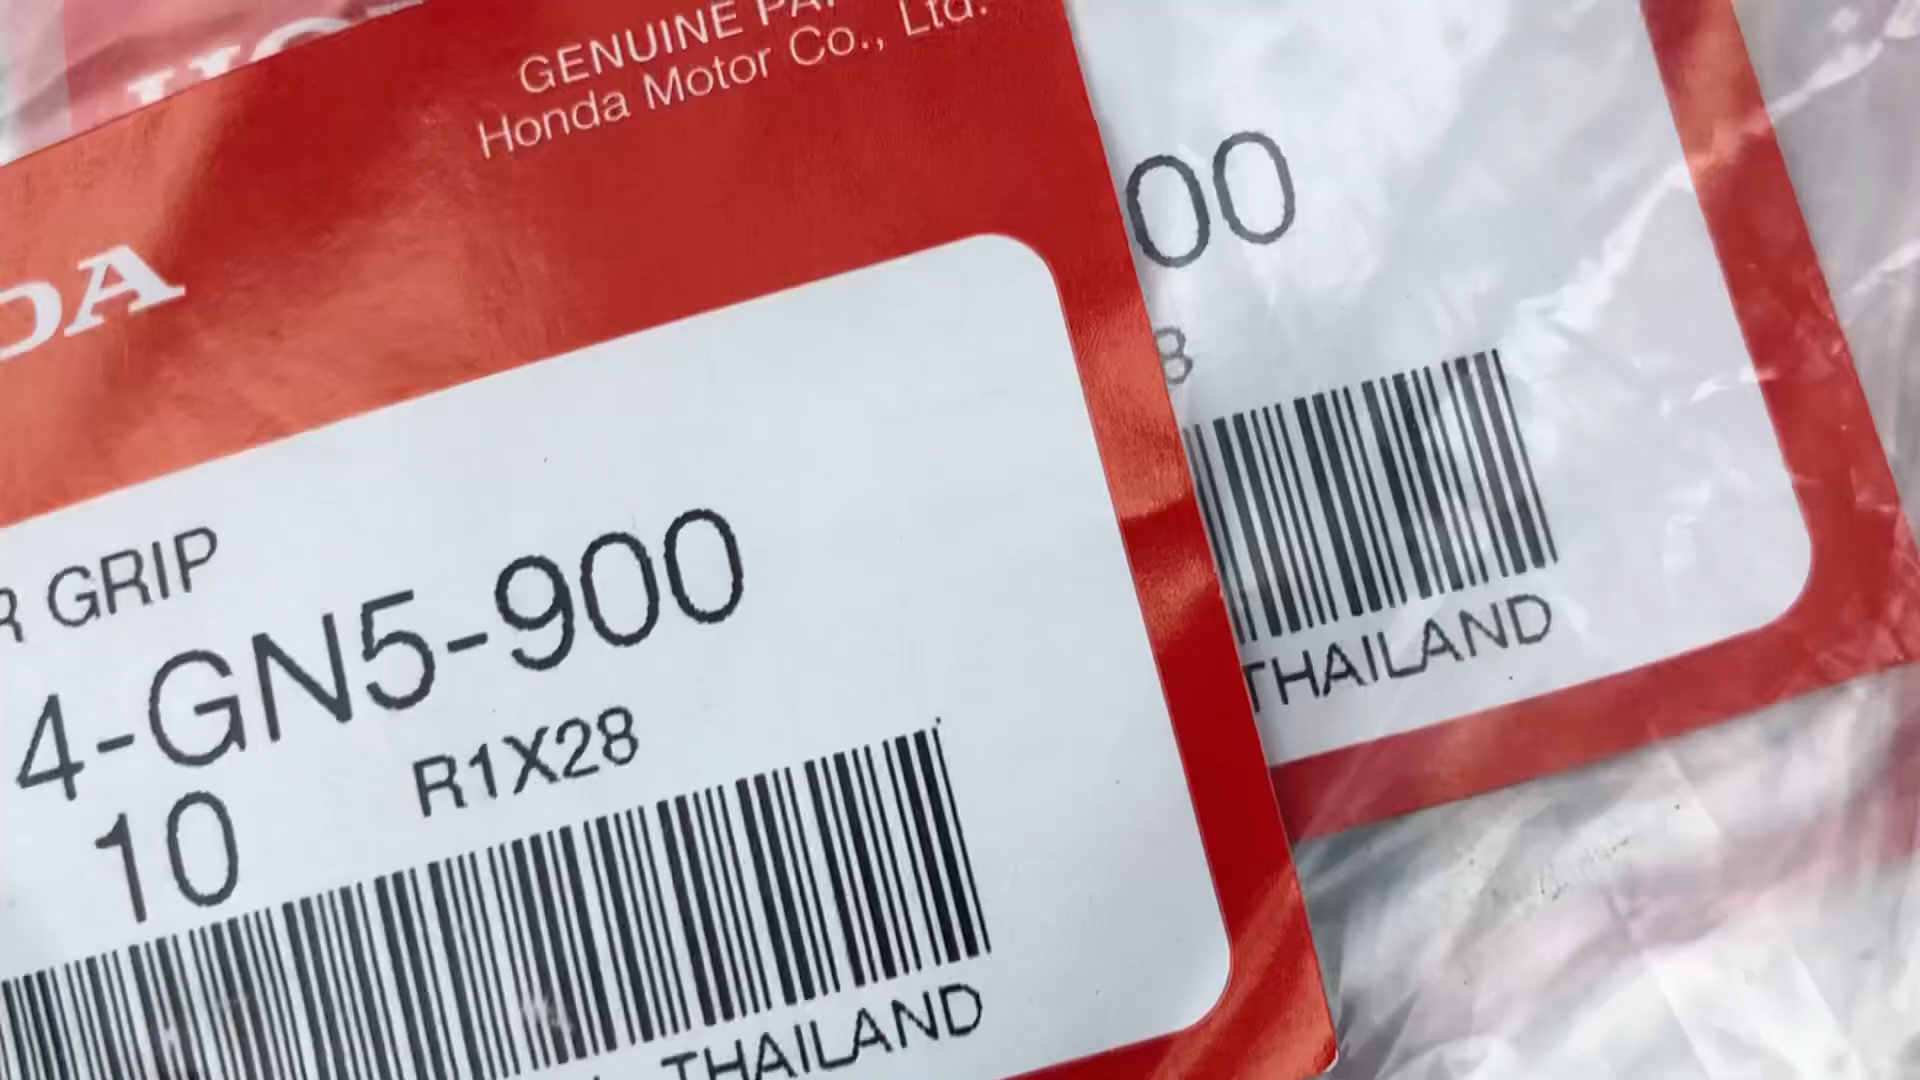 GENUINE PA
Honda Motor Co., Ltd.
DA
R GRIP
4-GN5-900
10 R1X28
THAILAND
00
8
THAILAND